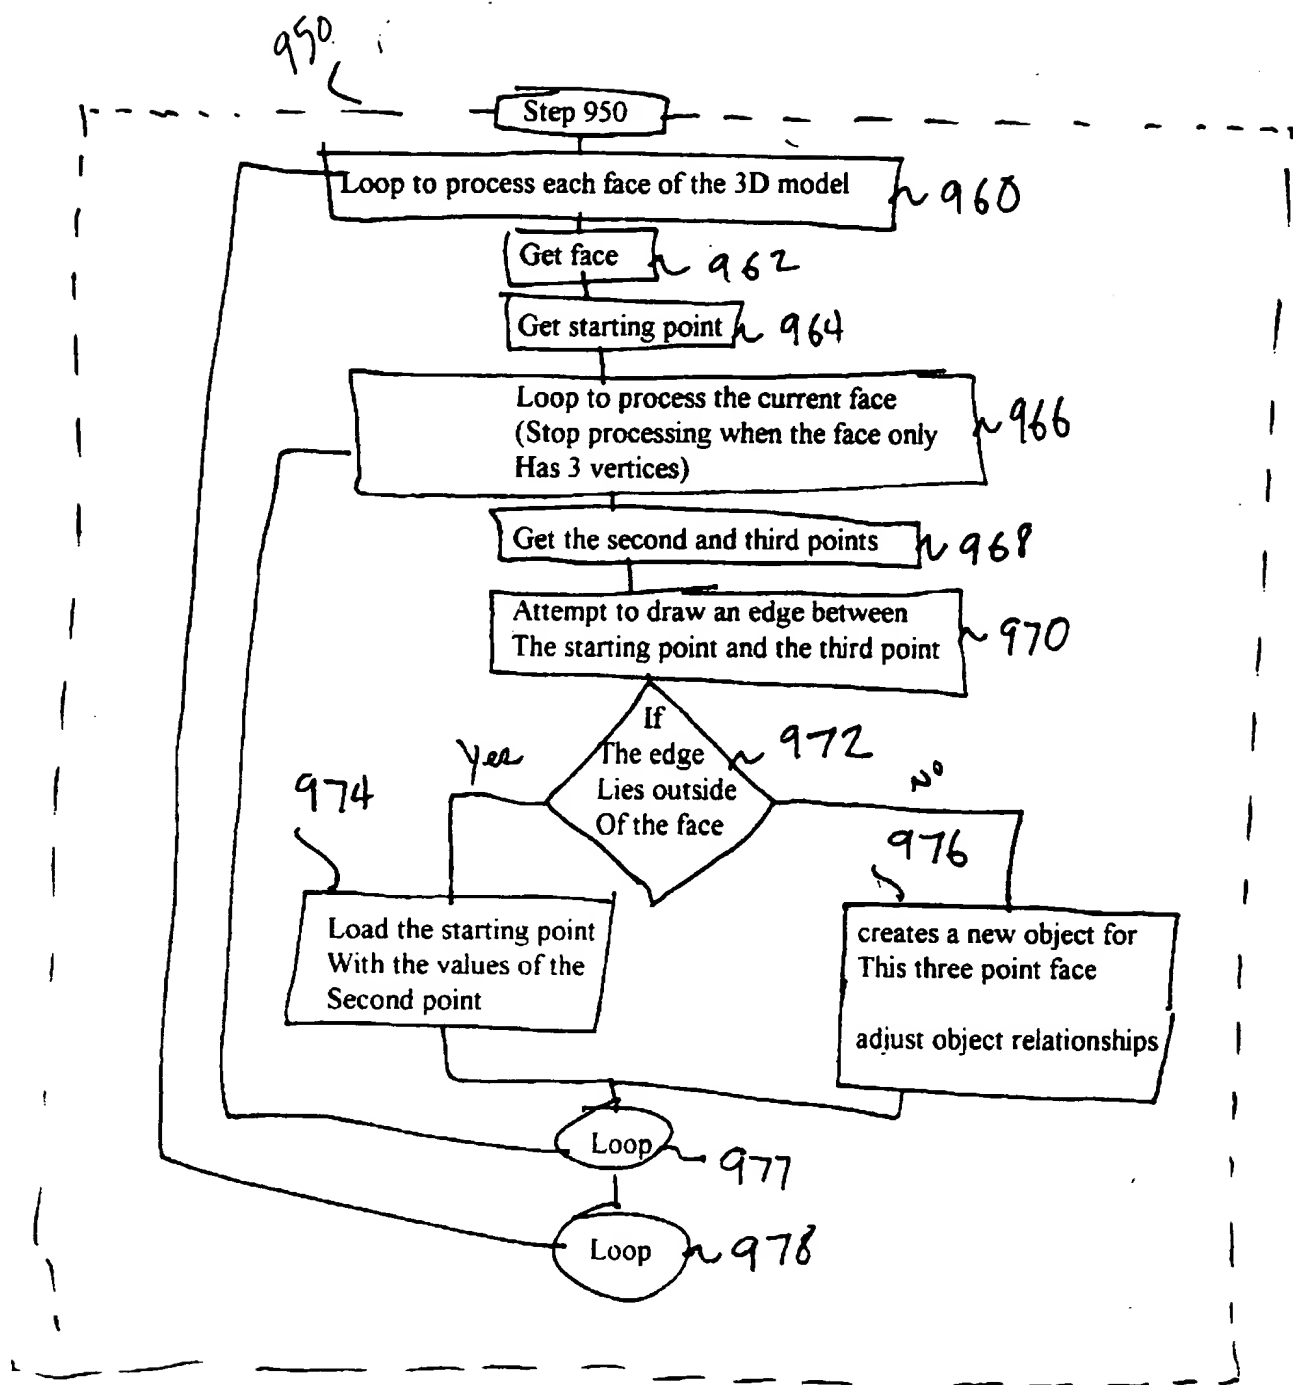 950
Step 950
Loop to process each face of the 3D model
960
Get face
962
Get starting point
964
Loop to process the current face
(Stop processing when the face only
Has 3 vertices)
966
Get the second and third points
968
Attempt to draw an edge between
The starting point and the third point
970
If
The edge
Lies outside
Of the face
972
Yes
No
974
976
Load the starting point
With the values of the
Second point
creates a new object for
This three point face
adjust object relationships
Loop
977
Loop
978